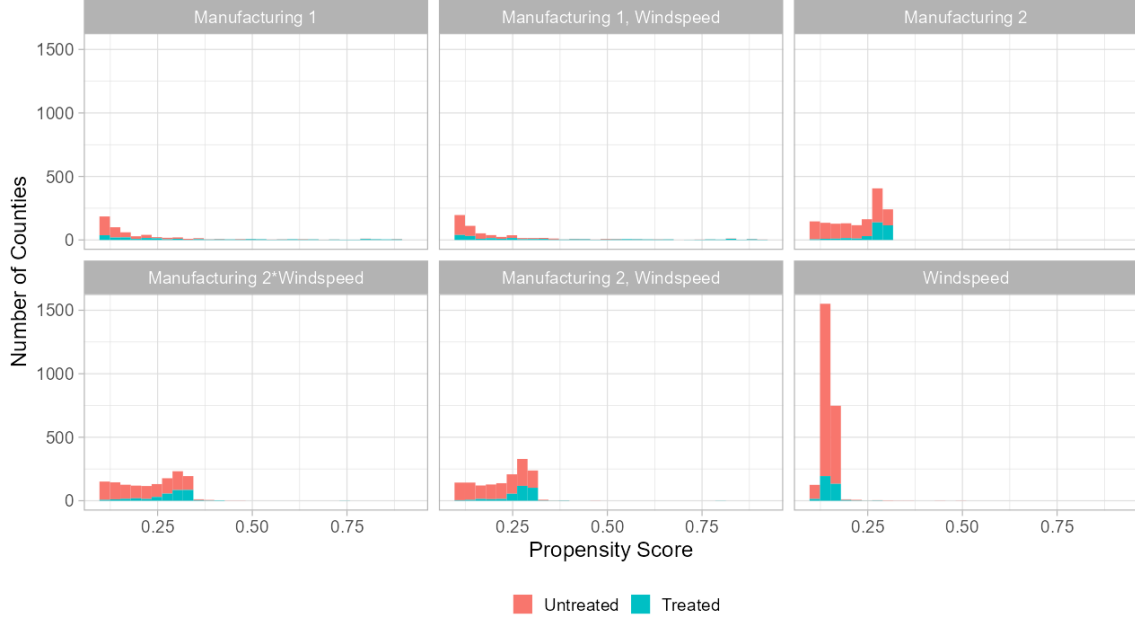 Manufacturing 1
Manufacturing 1, Windspeed
Manufacturing 2
1500
1000
500
0
Manufacturing 2*Windspeed
Manufacturing 2, Windspeed
Windspeed
1500
1000
500
0
Number of Counties
0.25 0.50 0.75
0.25 0.50 0.75
0.25 0.50 0.75
Propensity Score
Untreated
Treated